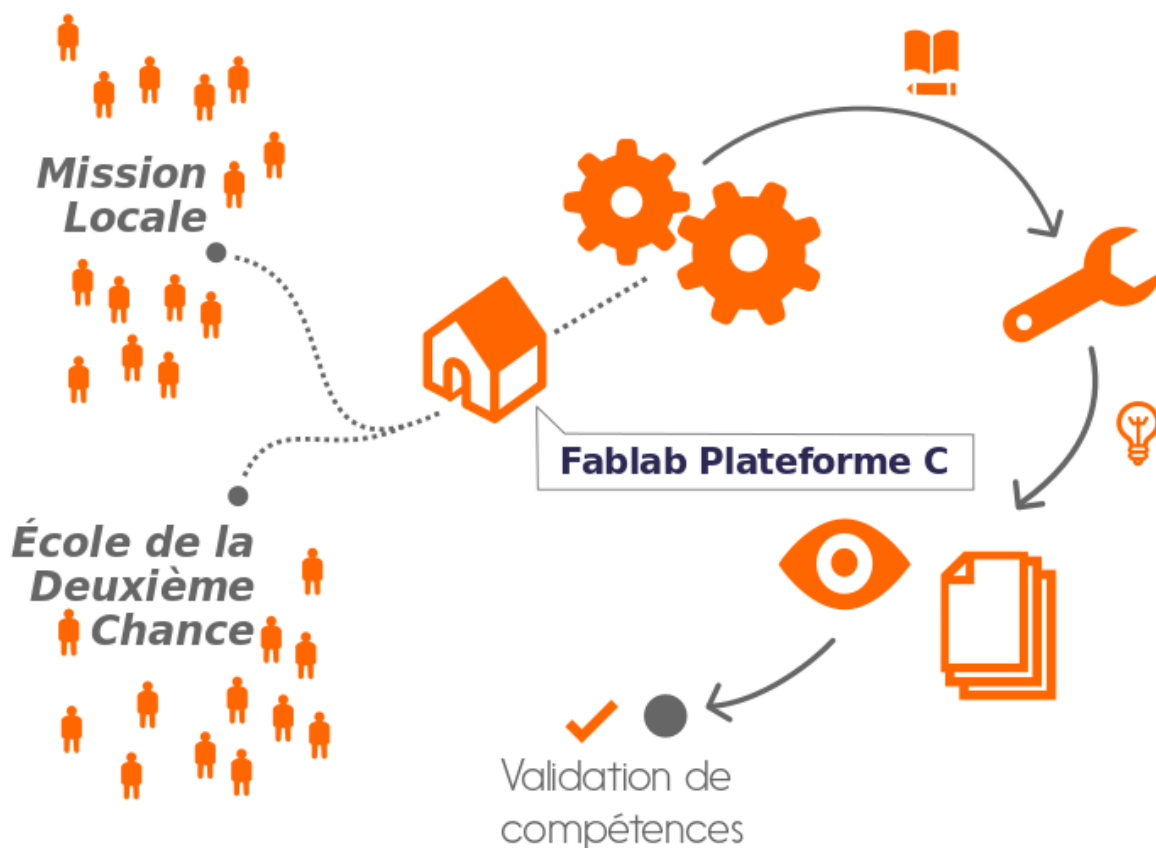 Mission
Locale
Fablab Plateforme C
École de la
Deuxième
Chance
Validation de
compétences